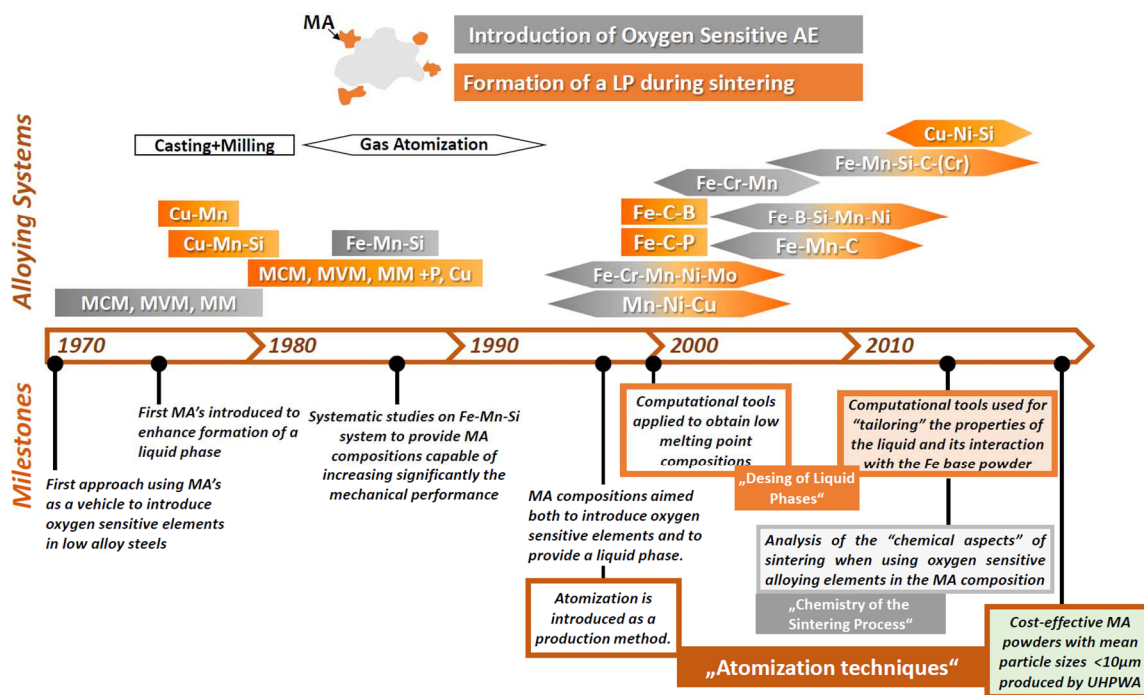 MA
Introduction of Oxygen Sensitive AE
Formation of a LP during sintering
Alloying Systems
Casting+Milling
Gas Atomization
Cu-Ni-Si
Fe-Mn-Si-C-(Cr)
Fe-Cr-Mn
Cu-Mn
Fe-C-B
Fe-B-Si-Mn-Ni
Cu-Mn-Si
Fe-Mn-Si
Fe-C-P
Fe-Mn-C
MCM, MVM, MM +P, Cu
Fe-Cr-Mn-Ni-Mo
MCM, MVM, MM
Mn-Ni-Cu
1970
1980
1990
2000
2010
Milestones
First approach using MA's
as a vehicle to introduce
oxygen sensitive elements
in low alloy steels
First MA's introduced to
enhance formation of a
liquid phase
Systematic studies on Fe-Mn-Si
system to provide MA
compositions capable of
increasing significantly the
mechanical performance
MA compositions aimed
both to introduce oxygen
sensitive elements and to
provide a liquid phase.
Atomization is
introduced as a
production method.
Computational tools
applied to obtain low
melting point
compositions
„Desing of Liquid
Phases“
Computational tools used for
“tailoring” the properties of
the liquid and its interaction
with the Fe base powder
Analysis of the “chemical aspects” of
sintering when using oxygen sensitive
alloying elements in the MA composition
„Chemistry of the
Sintering Process“
„Atomization techniques“
Cost-effective MA
powders with mean
particle sizes <10µm
produced by UHPWA